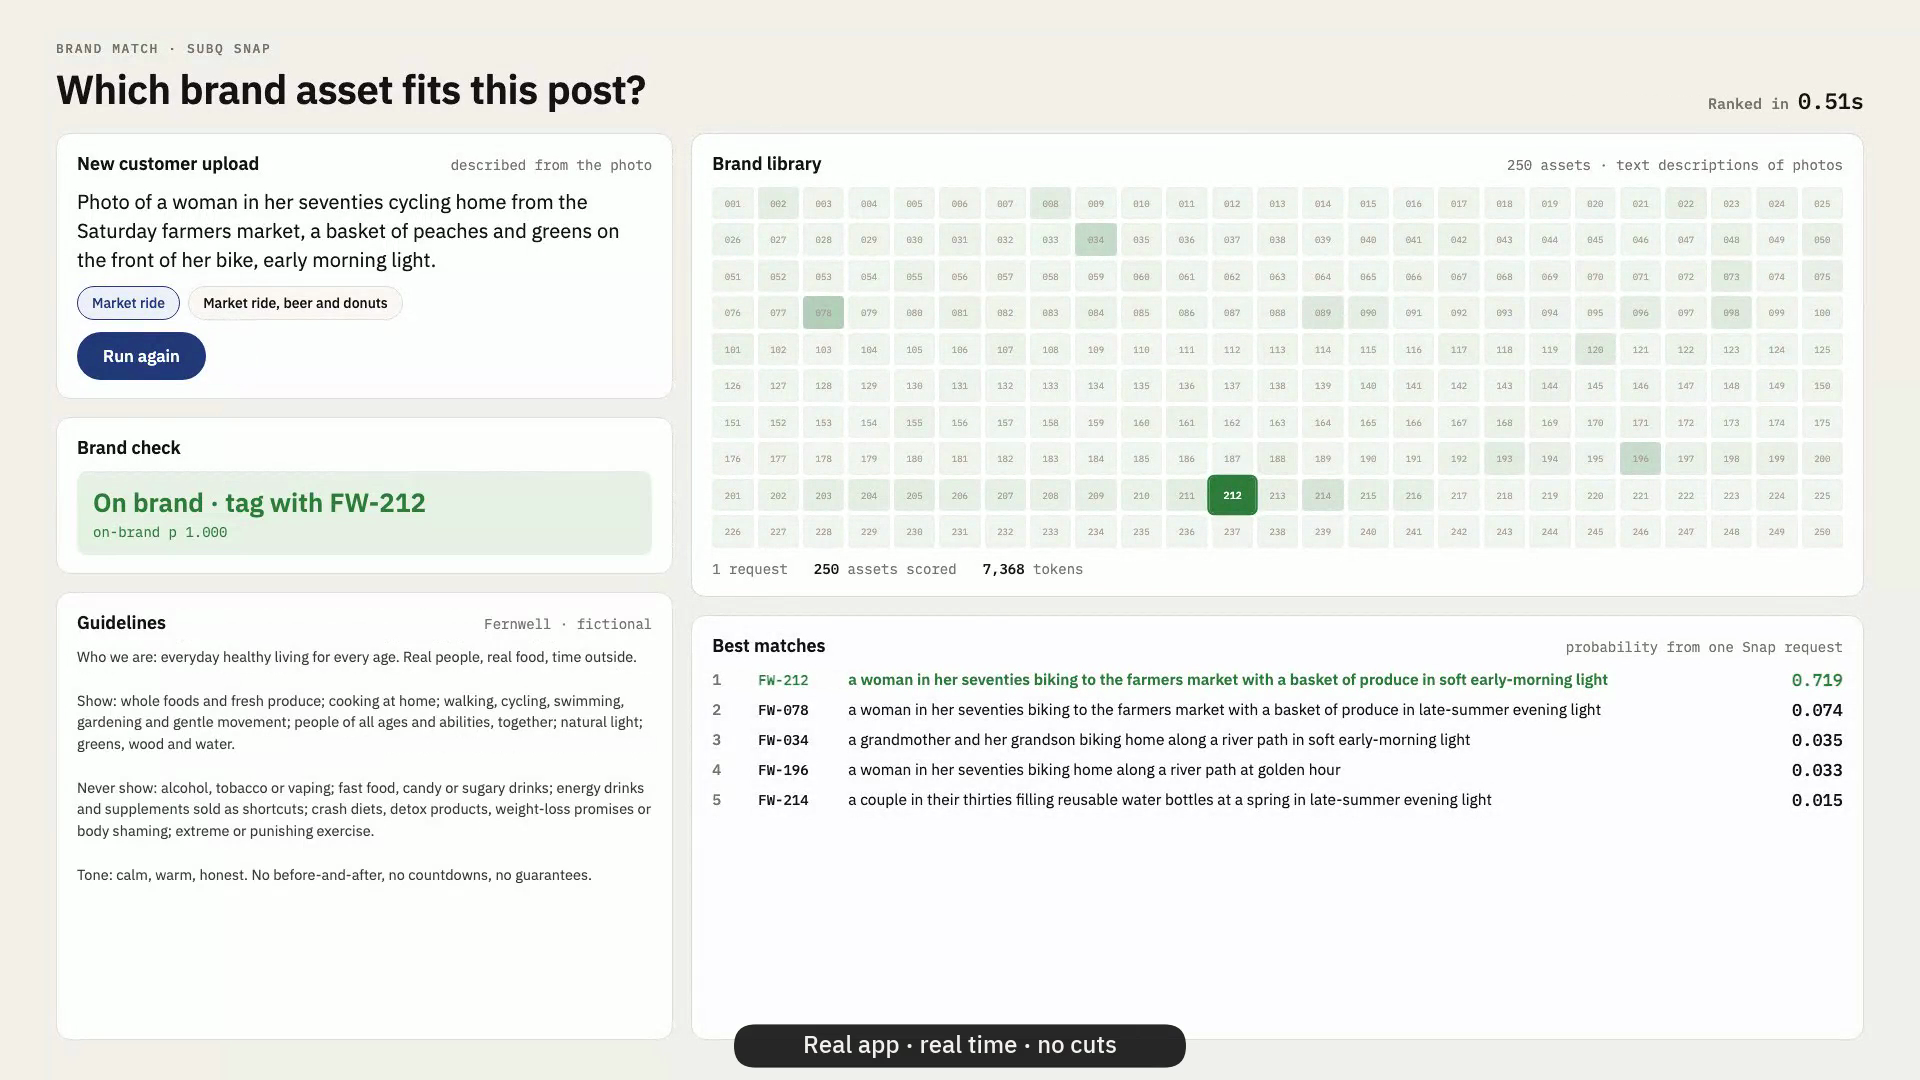 BRAND MATCH · SUBQ SNAP
Which brand asset fits this post?
Ranked in 0.51s
New customer upload
described from the photo
Photo of a woman in her seventies cycling home from the
Saturday farmers market, a basket of peaches and greens on
the front of her bike, early morning light.
Market ride
Market ride, beer and donuts
Run again
Brand check
On brand · tag with FW-212
on-brand p 1.000
Guidelines
Fernwell · fictional
Who we are: everyday healthy living for every age. Real people, real food, time outside.
Show: whole foods and fresh produce; cooking at home; walking, cycling, swimming,
gardening and gentle movement; people of all ages and abilities, together; natural light;
greens, wood and water.
Never show: alcohol, tobacco or vaping; fast food, candy or sugary drinks; energy drinks
and supplements sold as shortcuts; crash diets, detox products, weight-loss promises or
body shaming; extreme or punishing exercise.
Tone: calm, warm, honest. No before-and-after, no countdowns, no guarantees.
Brand library
250 assets · text descriptions of photos
001 002 003 004 005 006 007 008 009 010 011 012 013 014 015 016 017 018 019 020 021 022 023 024 025
026 027 028 029 030 031 032 033 034 035 036 037 038 039 040 041 042 043 044 045 046 047 048 049 050
051 052 053 054 055 056 057 058 059 060 061 062 063 064 065 066 067 068 069 070 071 072 073 074 075
076 077 078 079 080 081 082 083 084 085 086 087 088 089 090 091 092 093 094 095 096 097 098 099 100
101 102 103 104 105 106 107 108 109 110 111 112 113 114 115 116 117 118 119 120 121 122 123 124 125
126 127 128 129 130 131 132 133 134 135 136 137 138 139 140 141 142 143 144 145 146 147 148 149 150
151 152 153 154 155 156 157 158 159 160 161 162 163 164 165 166 167 168 169 170 171 172 173 174 175
176 177 178 179 180 181 182 183 184 185 186 187 188 189 190 191 192 193 194 195 196 197 198 199 200
201 202 203 204 205 206 207 208 209 210 211 212 213 214 215 216 217 218 219 220 221 222 223 224 225
226 227 228 229 230 231 232 233 234 235 236 237 238 239 240 241 242 243 244 245 246 247 248 249 250
1 request 250 assets scored 7,368 tokens
Best matches
probability from one Snap request
1 FW-212 a woman in her seventies biking to the farmers market with a basket of produce in soft early-morning light 0.719
2 FW-078 a woman in her seventies biking to the farmers market with a basket of produce in late-summer evening light 0.074
3 FW-034 a grandmother and her grandson biking home along a river path in soft early-morning light 0.035
4 FW-196 a woman in her seventies biking home along a river path at golden hour 0.033
5 FW-214 a couple in their thirties filling reusable water bottles at a spring in late-summer evening light 0.015
Real app · real time · no cuts